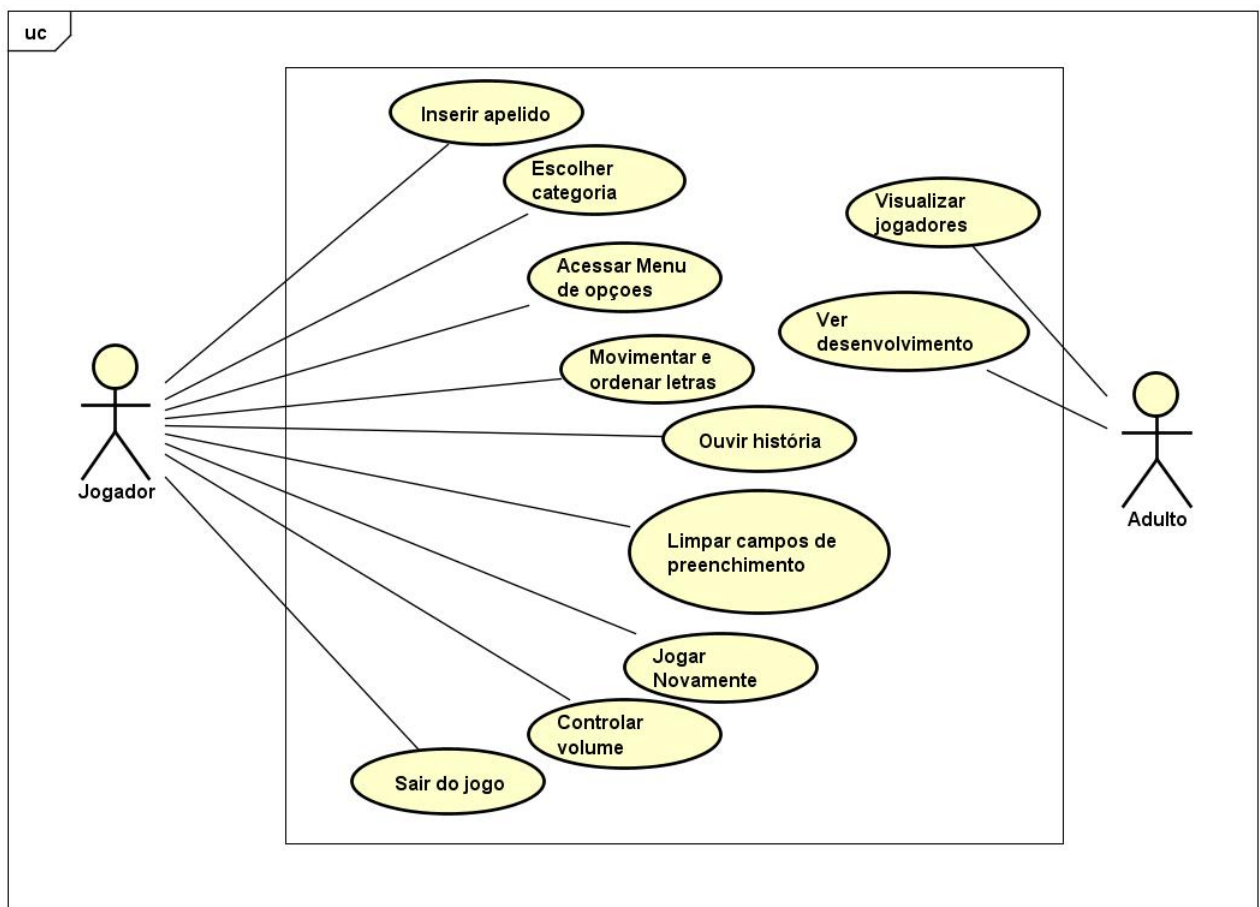 uc
Inserir apelido
Escolher
categoria
Visualizar
jogadores
Acessar Menu
de opçoes
Ver
desenvolvimento
Movimentar e
ordenar letras
Ouvir história
Jogador
Adulto
Limpar campos de
preenchimento
Jogar
Novamente
Controlar
volume
Sair do jogo